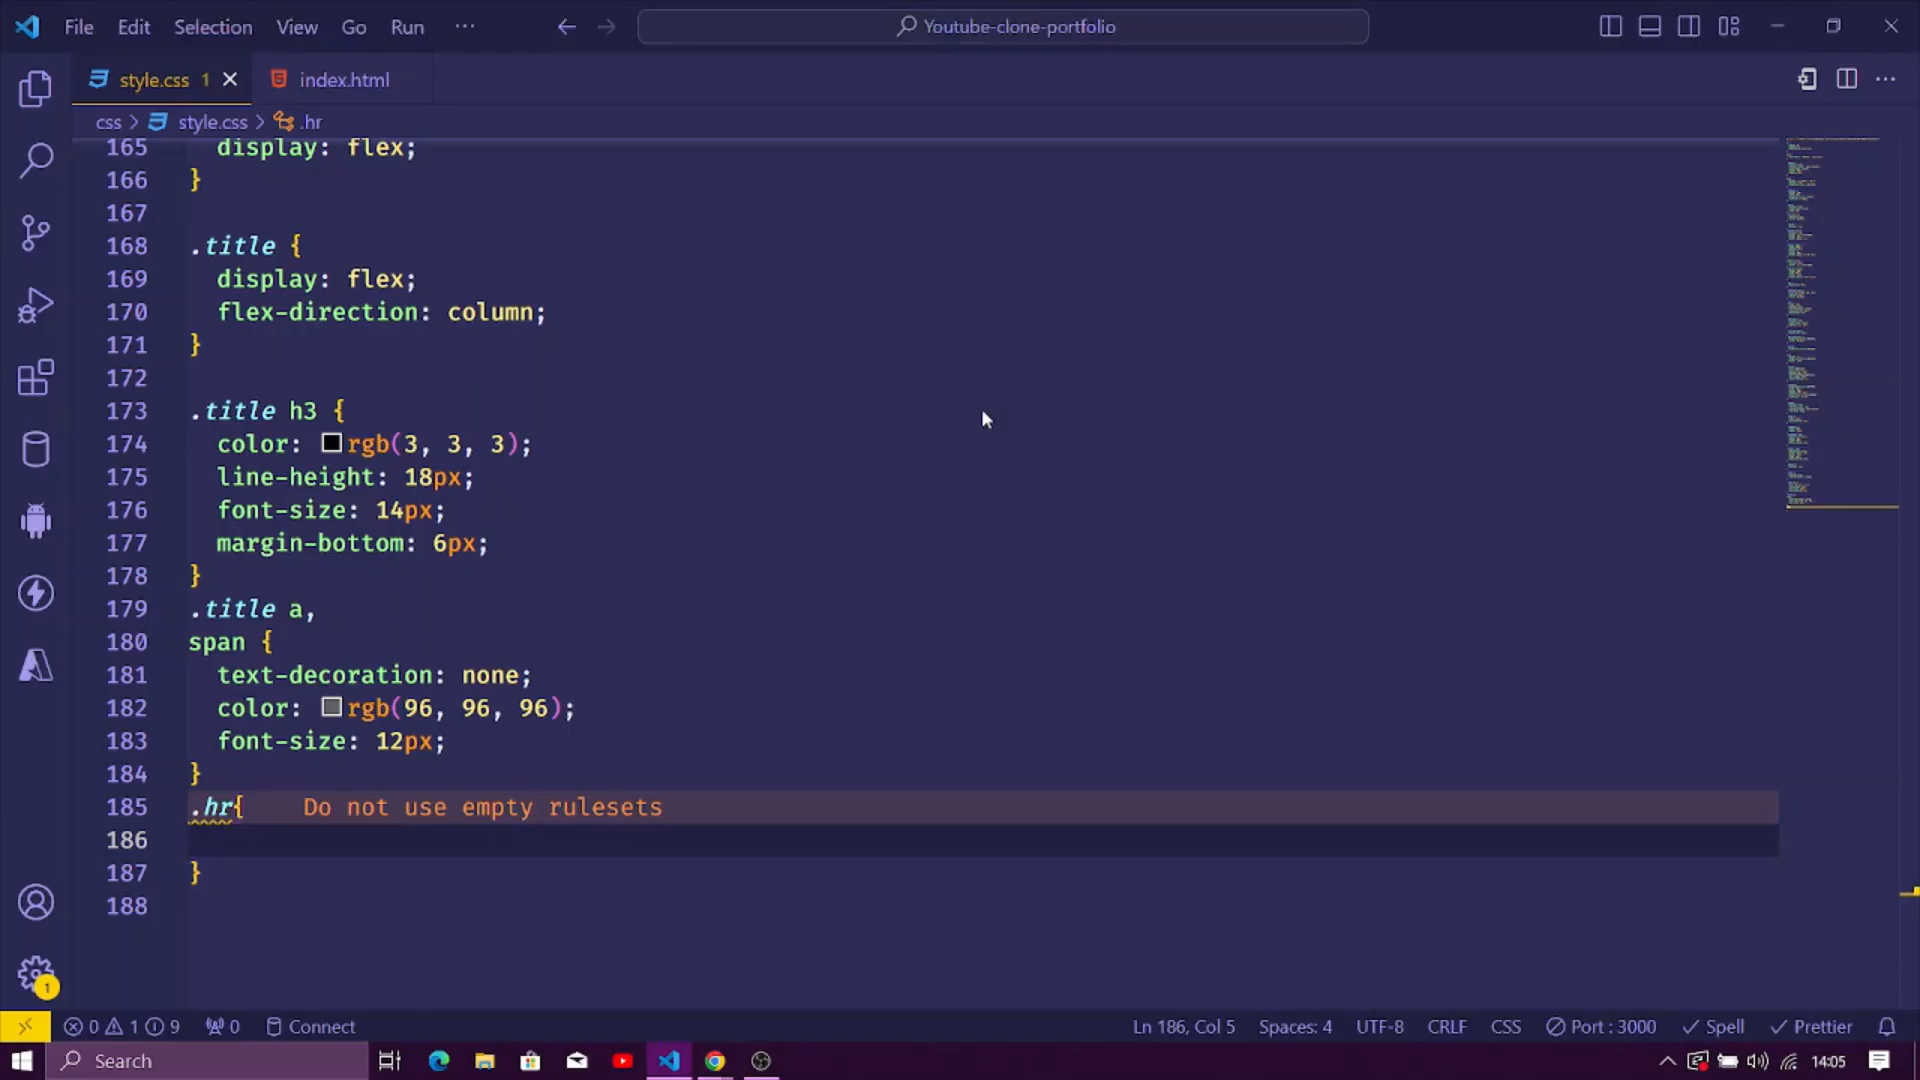 File Edit Selection View Go Run ···
Youtube-clone-portfolio
style.css 1
index.html
css > style.css > .hr
165 display: flex;
166 }
167
168 .title {
169 display: flex;
170 flex-direction: column;
171 }
172
173 .title h3 {
174 color: rgb(3, 3, 3);
175 line-height: 18px;
176 font-size: 14px;
177 margin-bottom: 6px;
178 }
179 .title a,
180 span {
181 text-decoration: none;
182 color: rgb(96, 96, 96);
183 font-size: 12px;
184 }
185 .hr{ Do not use empty rulesets
186
187 }
188
1
0 1 9 0 Connect Ln 186, Col 5 Spaces: 4 UTF-8 CRLF CSS Port : 3000 Spell Prettier
Search 14:05